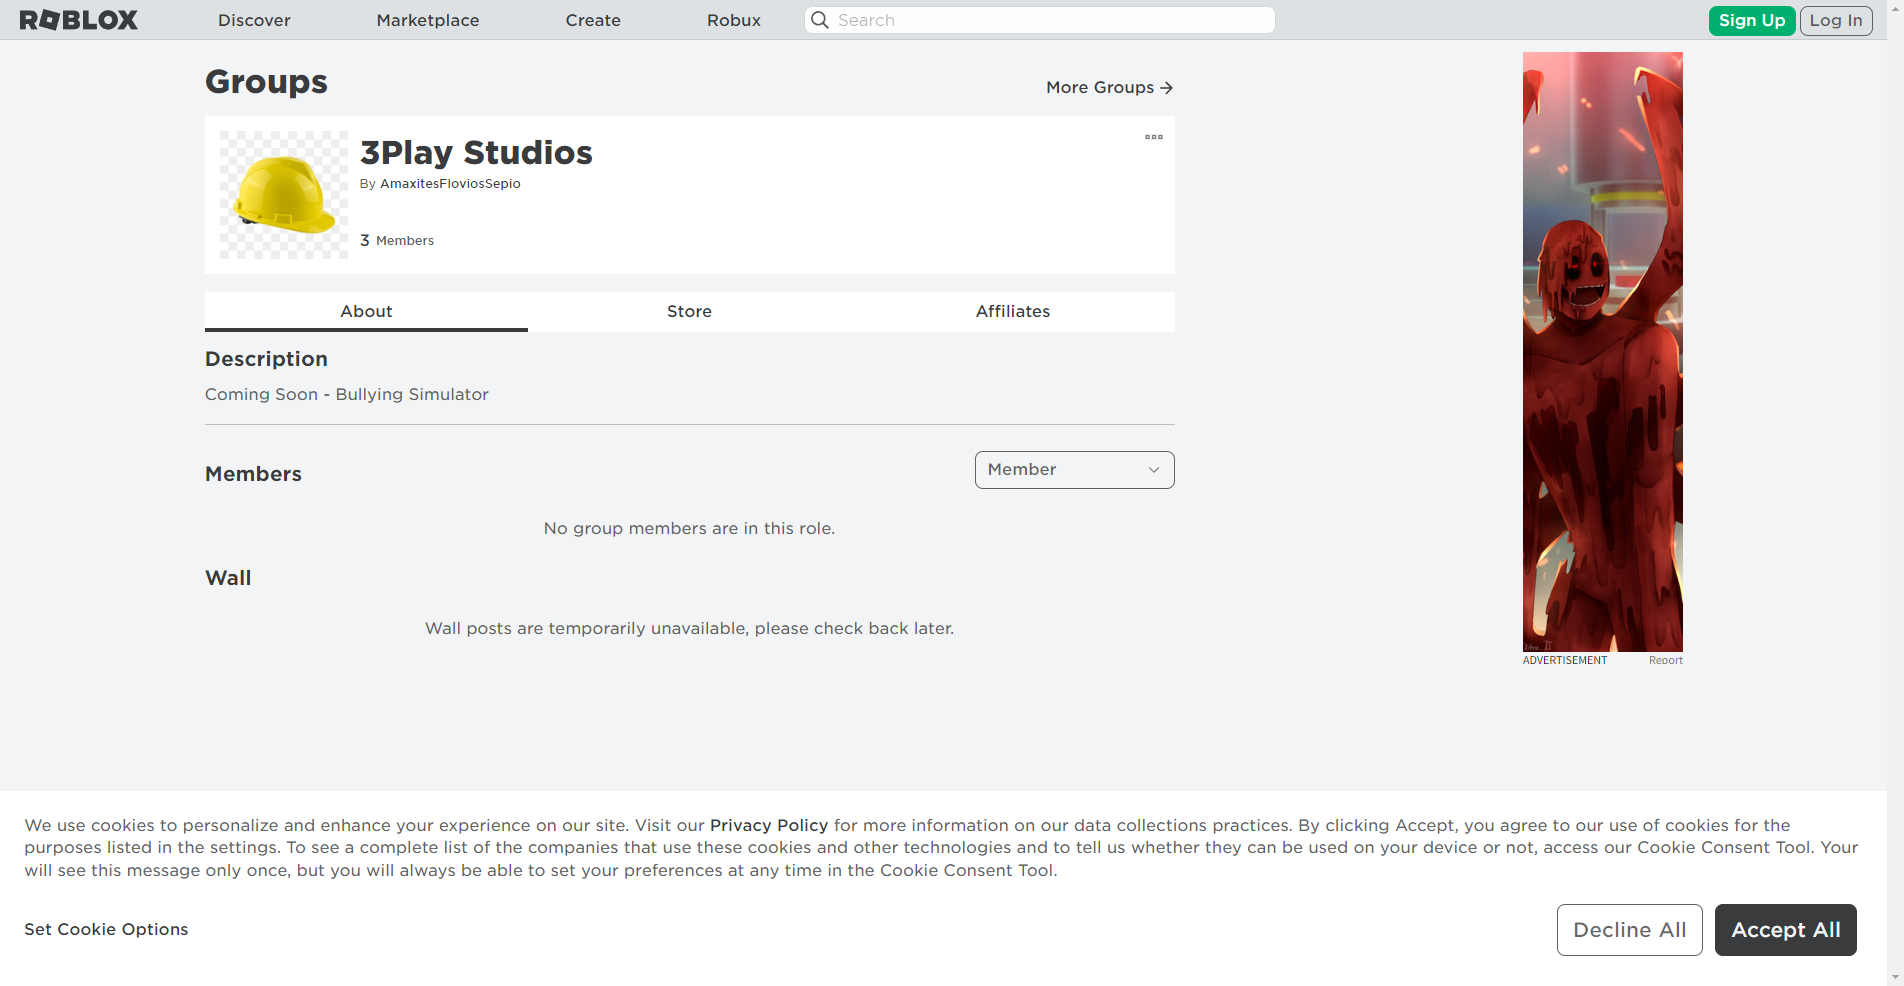 ROBLOX Discover Marketplace Create Robux Search Sign Up Log In
Groups
More Groups →
3Play Studios
By AmaxitesFloviosSepio
3 Members
About Store Affiliates
Description
Coming Soon - Bullying Simulator
Members
Member
No group members are in this role.
Wall
Wall posts are temporarily unavailable, please check back later.
ADVERTISEMENT Report
We use cookies to personalize and enhance your experience on our site. Visit our Privacy Policy for more information on our data collections practices. By clicking Accept, you agree to our use of cookies for the
purposes listed in the settings. To see a complete list of the companies that use these cookies and other technologies and to tell us whether they can be used on your device or not, access our Cookie Consent Tool. Your
will see this message only once, but you will always be able to set your preferences at any time in the Cookie Consent Tool.
Set Cookie Options
Decline All
Accept All